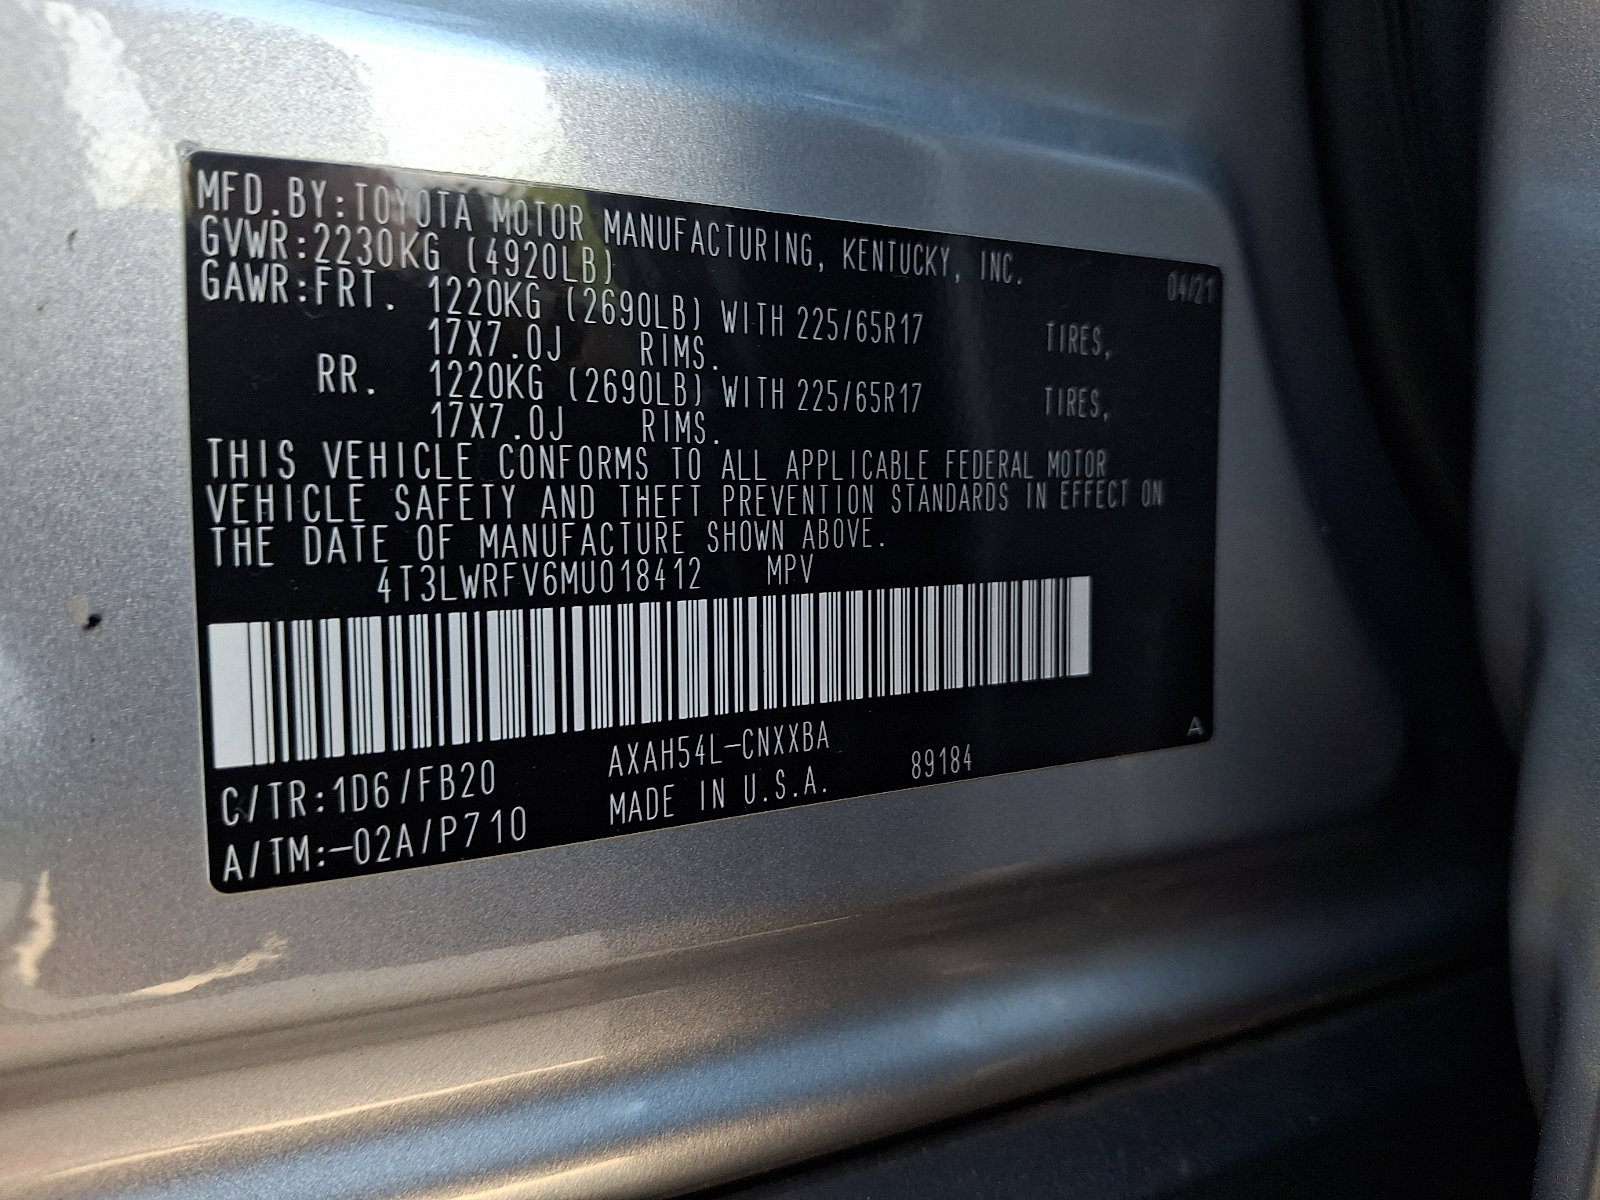 MFD.BY:TOYOTA MOTOR MANUFACTURING, KENTUCKY, INC.
GVWR:2230KG (4920LB) 04/21
GAWR:FRT. 1220KG (2690LB) WITH 225/65R17 TIRES,
17X7.0J RIMS.
RR. 1220KG (2690LB) WITH 225/65R17 TIRES,
17X7.0J RIMS.
THIS VEHICLE CONFORMS TO ALL APPLICABLE FEDERAL MOTOR
VEHICLE SAFETY AND THEFT PREVENTION STANDARDS IN EFFECT ON
THE DATE OF MANUFACTURE SHOWN ABOVE.
4T3LWRFV6MU018412 MPV
C/TR:1D6/FB20 AXAH54L-CNXXBA A
A/TM:-02A/P710 MADE IN U.S.A. 89184